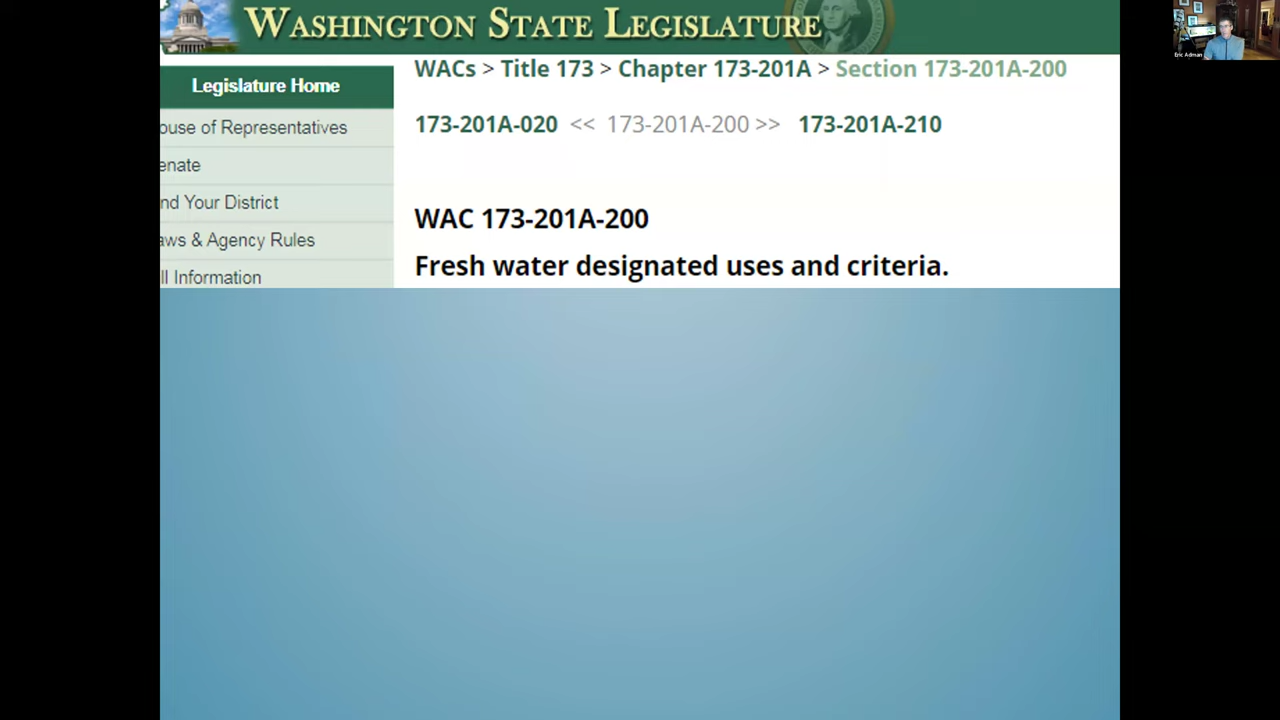 WASHINGTON STATE LEGISLATURE
Eric Adman
Legislature Home
WACs > Title 173 > Chapter 173-201A > Section 173-201A-200
ouse of Representatives
173-201A-020 << 173-201A-200 >> 173-201A-210
enate
nd Your District
WAC 173-201A-200
aws & Agency Rules
Fresh water designated uses and criteria.
ll Information